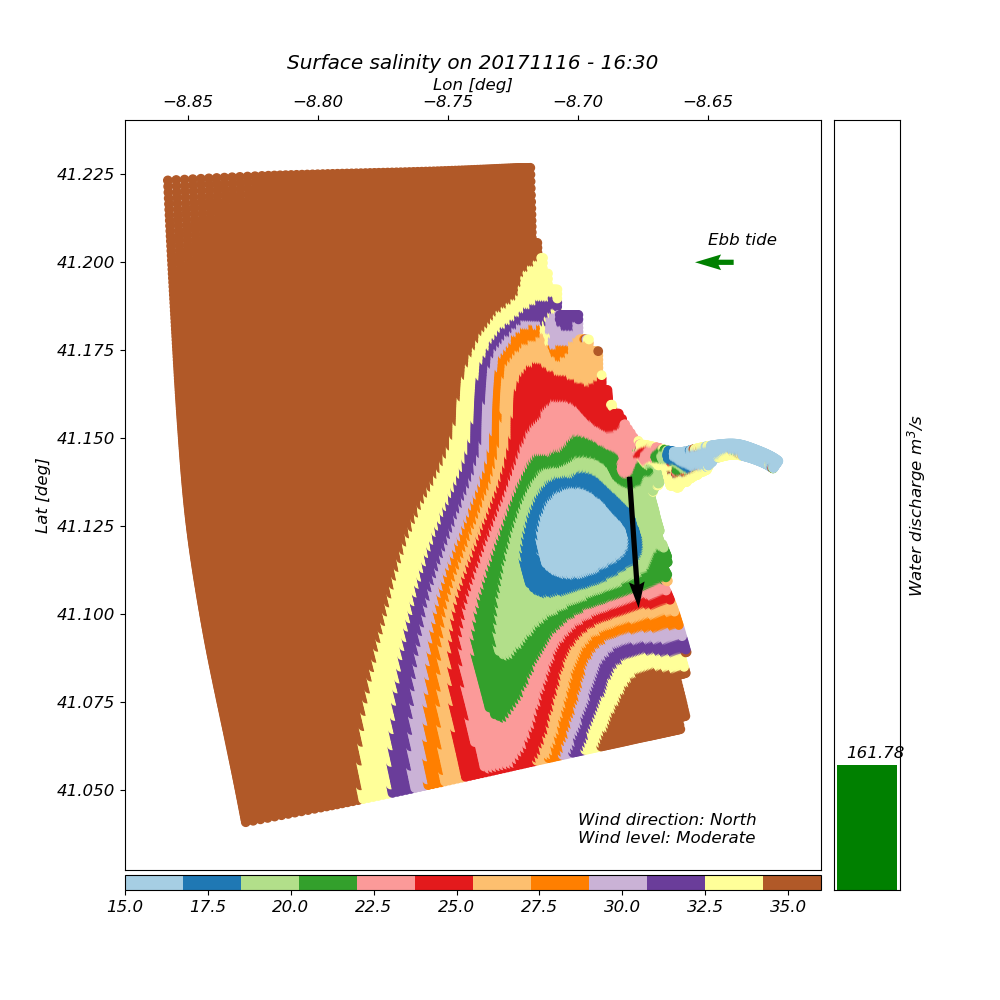 Surface salinity on 20171116 - 16:30
Lon [deg]
−8.85 −8.80 −8.75 −8.70 −8.65
41.225
41.200
41.175
41.150
41.125
41.100
41.075
41.050
Lat [deg]
Ebb tide
Water discharge m³/s
161.78
Wind direction: North
Wind level: Moderate
15.0 17.5 20.0 22.5 25.0 27.5 30.0 32.5 35.0